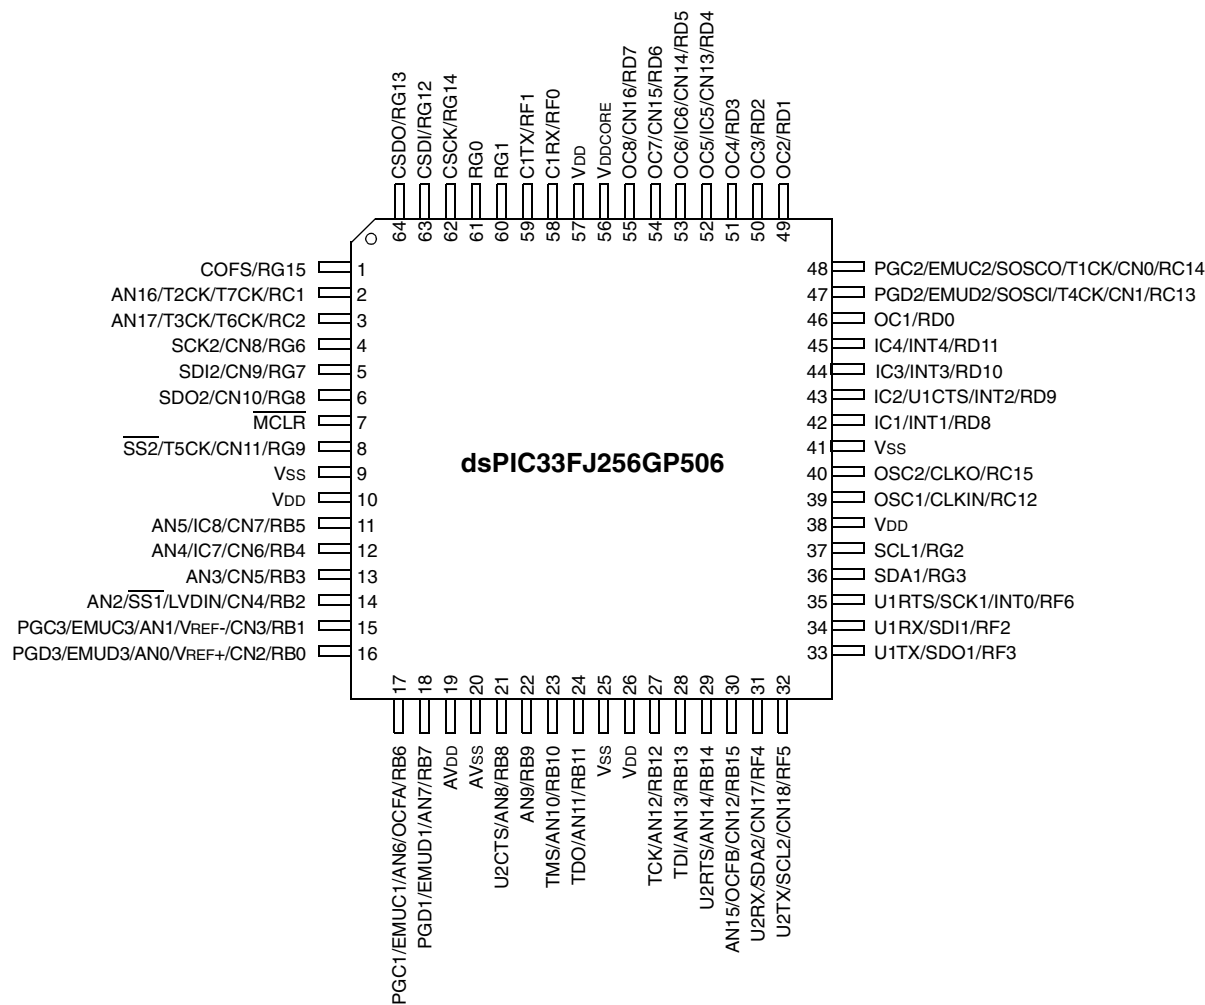 CSDO/RG13
CSDI/RG12
CSCK/RG14
RG0
RG1
C1TX/RF1
C1RX/RF0
VDD
VDDCORE
OC8/CN16/RD7
OC7/CN15/RD6
OC6/IC6/CN14/RD5
OC5/IC5/CN13/RD4
OC4/RD3
OC3/RD2
OC2/RD1
64
63
62
61
60
59
58
57
56
55
54
53
52
51
50
49
COFS/RG15 1
AN16/T2CK/T7CK/RC1 2
AN17/T3CK/T6CK/RC2 3
SCK2/CN8/RG6 4
SDI2/CN9/RG7 5
SDO2/CN10/RG8 6
MCLR 7
SS2/T5CK/CN11/RG9 8
VSS 9
VDD 10
AN5/IC8/CN7/RB5 11
AN4/IC7/CN6/RB4 12
AN3/CN5/RB3 13
AN2/SS1/LVDIN/CN4/RB2 14
PGC3/EMUC3/AN1/VREF-/CN3/RB1 15
PGD3/EMUD3/AN0/VREF+/CN2/RB0 16
dsPIC33FJ256GP506
48 PGC2/EMUC2/SOSCO/T1CK/CN0/RC14
47 PGD2/EMUD2/SOSCI/T4CK/CN1/RC13
46 OC1/RD0
45 IC4/INT4/RD11
44 IC3/INT3/RD10
43 IC2/U1CTS/INT2/RD9
42 IC1/INT1/RD8
41 VSS
40 OSC2/CLKO/RC15
39 OSC1/CLKIN/RC12
38 VDD
37 SCL1/RG2
36 SDA1/RG3
35 U1RTS/SCK1/INT0/RF6
34 U1RX/SDI1/RF2
33 U1TX/SDO1/RF3
17
18
19
20
21
22
23
24
25
26
27
28
29
30
31
32
PGC1/EMUC1/AN6/OCFA/RB6
PGD1/EMUD1/AN7/RB7
AVDD
AVSS
U2CTS/AN8/RB8
AN9/RB9
TMS/AN10/RB10
TDO/AN11/RB11
VSS
VDD
TCK/AN12/RB12
TDI/AN13/RB13
U2RTS/AN14/RB14
AN15/OCFB/CN12/RB15
U2RX/SDA2/CN17/RF4
U2TX/SCL2/CN18/RF5